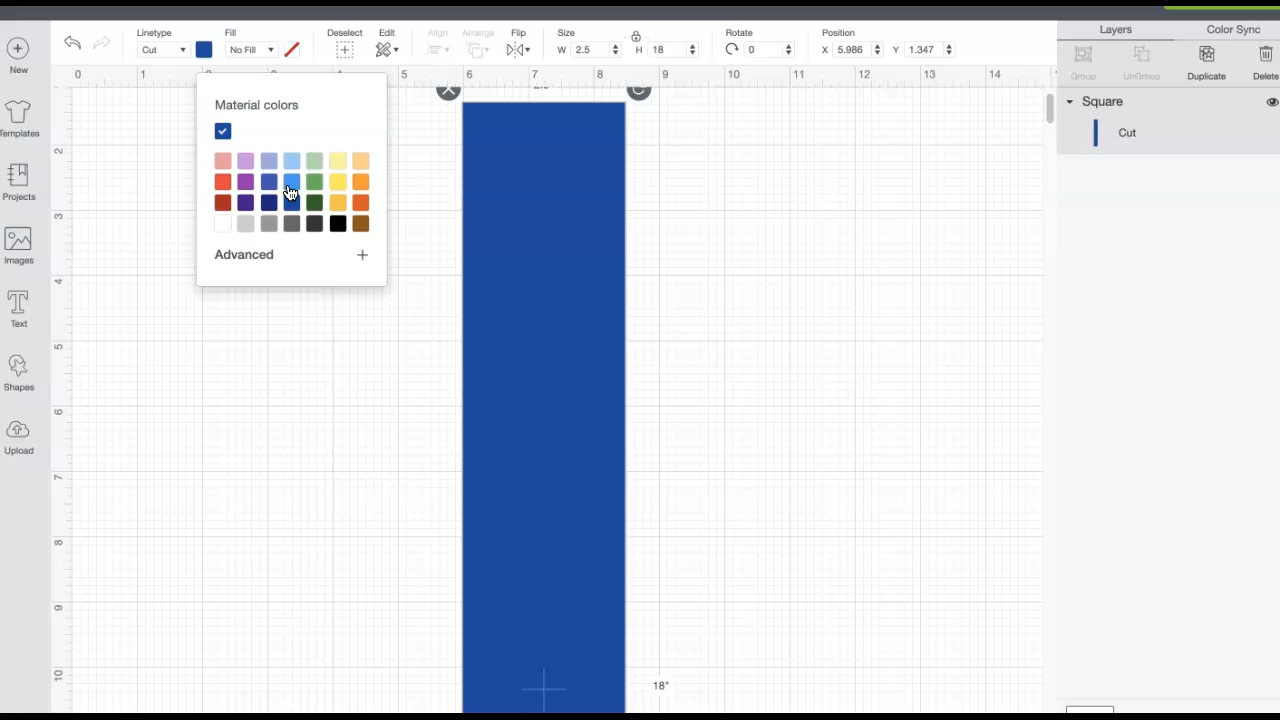 Linetype
Fill
Deselect
Edit
Align
Arrange
Flip
Size
Rotate
Position
Layers
Color Sync
Cut
No Fill
W 2.5
H 18
0
X 5.986
Y 1.347
New
Templates
Projects
Images
Text
Shapes
Upload
0 1 2 3 4 5 6 7 8 9 10 11 12 13 14
2
3
4
5
6
7
8
9
10
Material colors
Advanced
18"
Group
UnGroup
Duplicate
Delete
Square
Cut